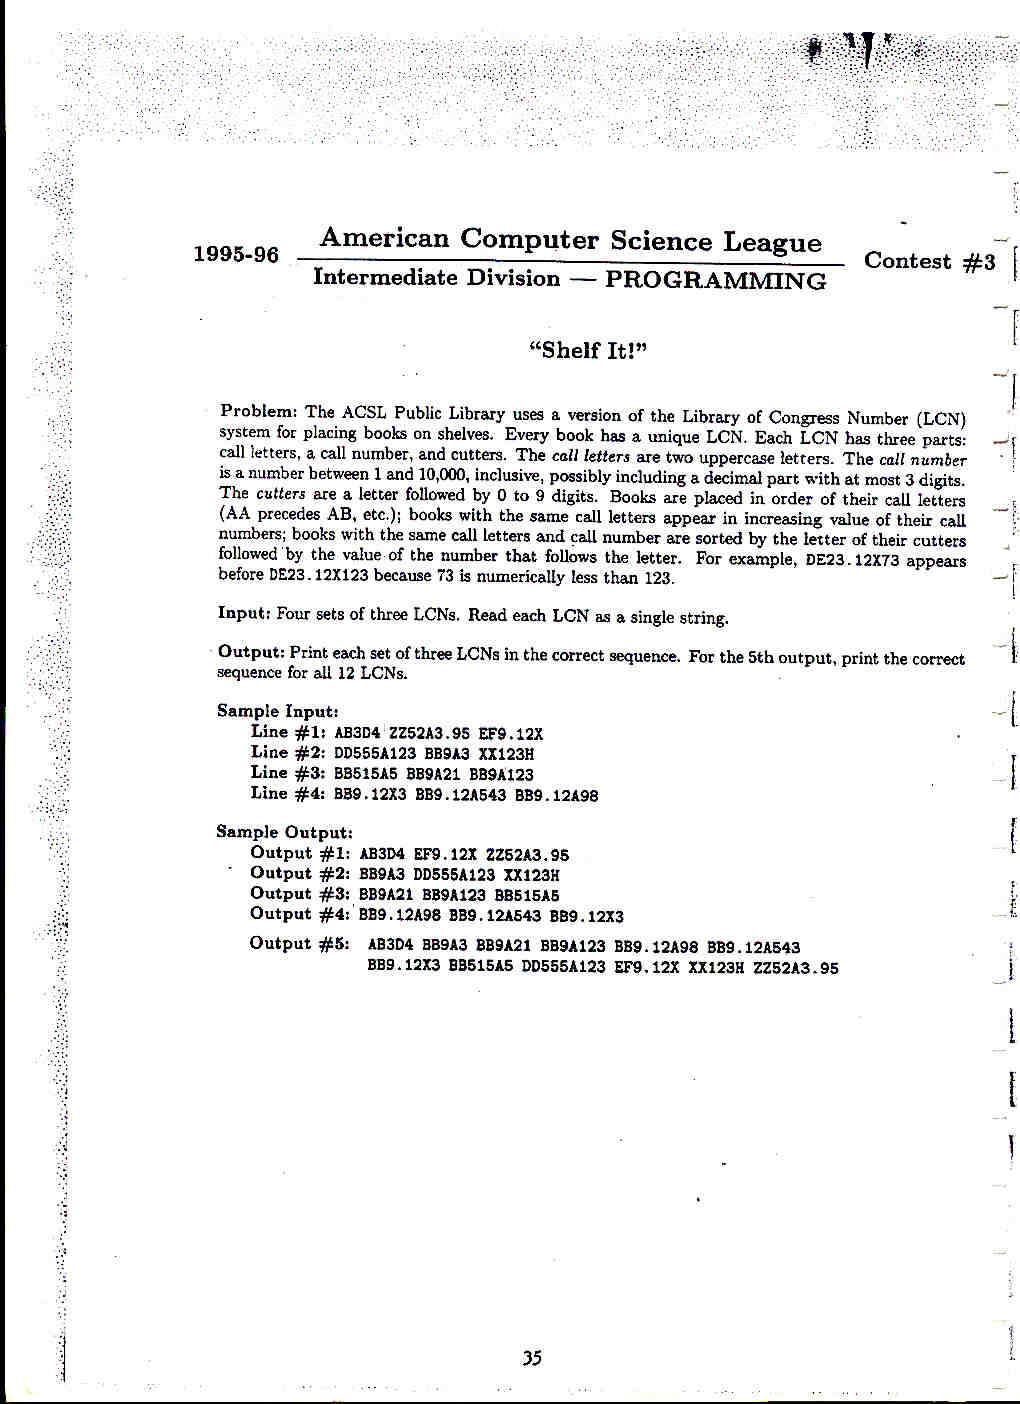 American Computer Science League
1995-96
Contest #3
Intermediate Division — PROGRAMMING
“Shelf It!”
Problem: The ACSL Public Library uses a version of the Library of Congress Number (LCN)
system for placing books on shelves. Every book has a unique LCN. Each LCN has three parts:
call letters, a call number, and cutters. The call letters are two uppercase letters. The call number
is a number between 1 and 10,000, inclusive, possibly including a decimal part with at most 3 digits.
The cutters are a letter followed by 0 to 9 digits. Books are placed in order of their call letters
(AA precedes AB, etc.); books with the same call letters appear in increasing value of their call
numbers; books with the same call letters and call number are sorted by the letter of their cutters
followed by the value of the number that follows the letter. For example, DE23.12X73 appears
before DE23.12X123 because 73 is numerically less than 123.
Input: Four sets of three LCNs. Read each LCN as a single string.
Output: Print each set of three LCNs in the correct sequence. For the 5th output, print the correct
sequence for all 12 LCNs.
Sample Input:
Line #1: AB3D4 ZZ52A3.95 EF9.12X
Line #2: DD555A123 BB9A3 XX123H
Line #3: BB515A5 BB9A21 BB9A123
Line #4: BB9.12X3 BB9.12A543 BB9.12A98
Sample Output:
Output #1: AB3D4 EF9.12X ZZ52A3.95
Output #2: BB9A3 DD555A123 XX123H
Output #3: BB9A21 BB9A123 BB515A5
Output #4: BB9.12A98 BB9.12A543 BB9.12X3
Output #5: AB3D4 BB9A3 BB9A21 BB9A123 BB9.12A98 BB9.12A543
BB9.12X3 BB515A5 DD555A123 EF9.12X XX123H ZZ52A3.95
35